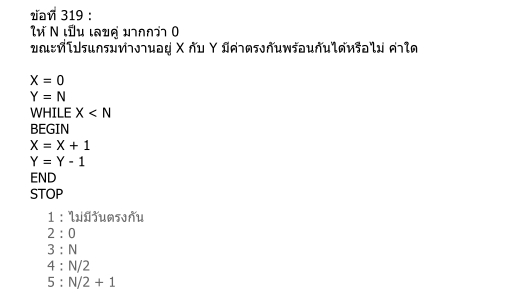 ข้อที่ 319 :
ให้ N เป็น เลขคู่ มากกว่า 0
ขณะที่โปรแกรมทำงานอยู่ X กับ Y มีค่าตรงกันพร้อมกันได้หรือไม่ ค่าใด
X = 0
Y = N
WHILE X < N
BEGIN
X = X + 1
Y = Y - 1
END
STOP
1 : ไม่มีวันตรงกัน
2 : 0
3 : N
4 : N/2
5 : N/2 + 1